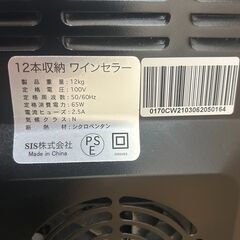 12本収納 ワインセラー
製品重量：12kg
定格電圧：100V
定格周波数：50/60Hz
定格消費電力：65W
電流ヒューズ：2.5A
気候クラス：N
断熱材：シクロペンタン
SIS株式会社
Made in China
PS
E
0170CW2103062050164